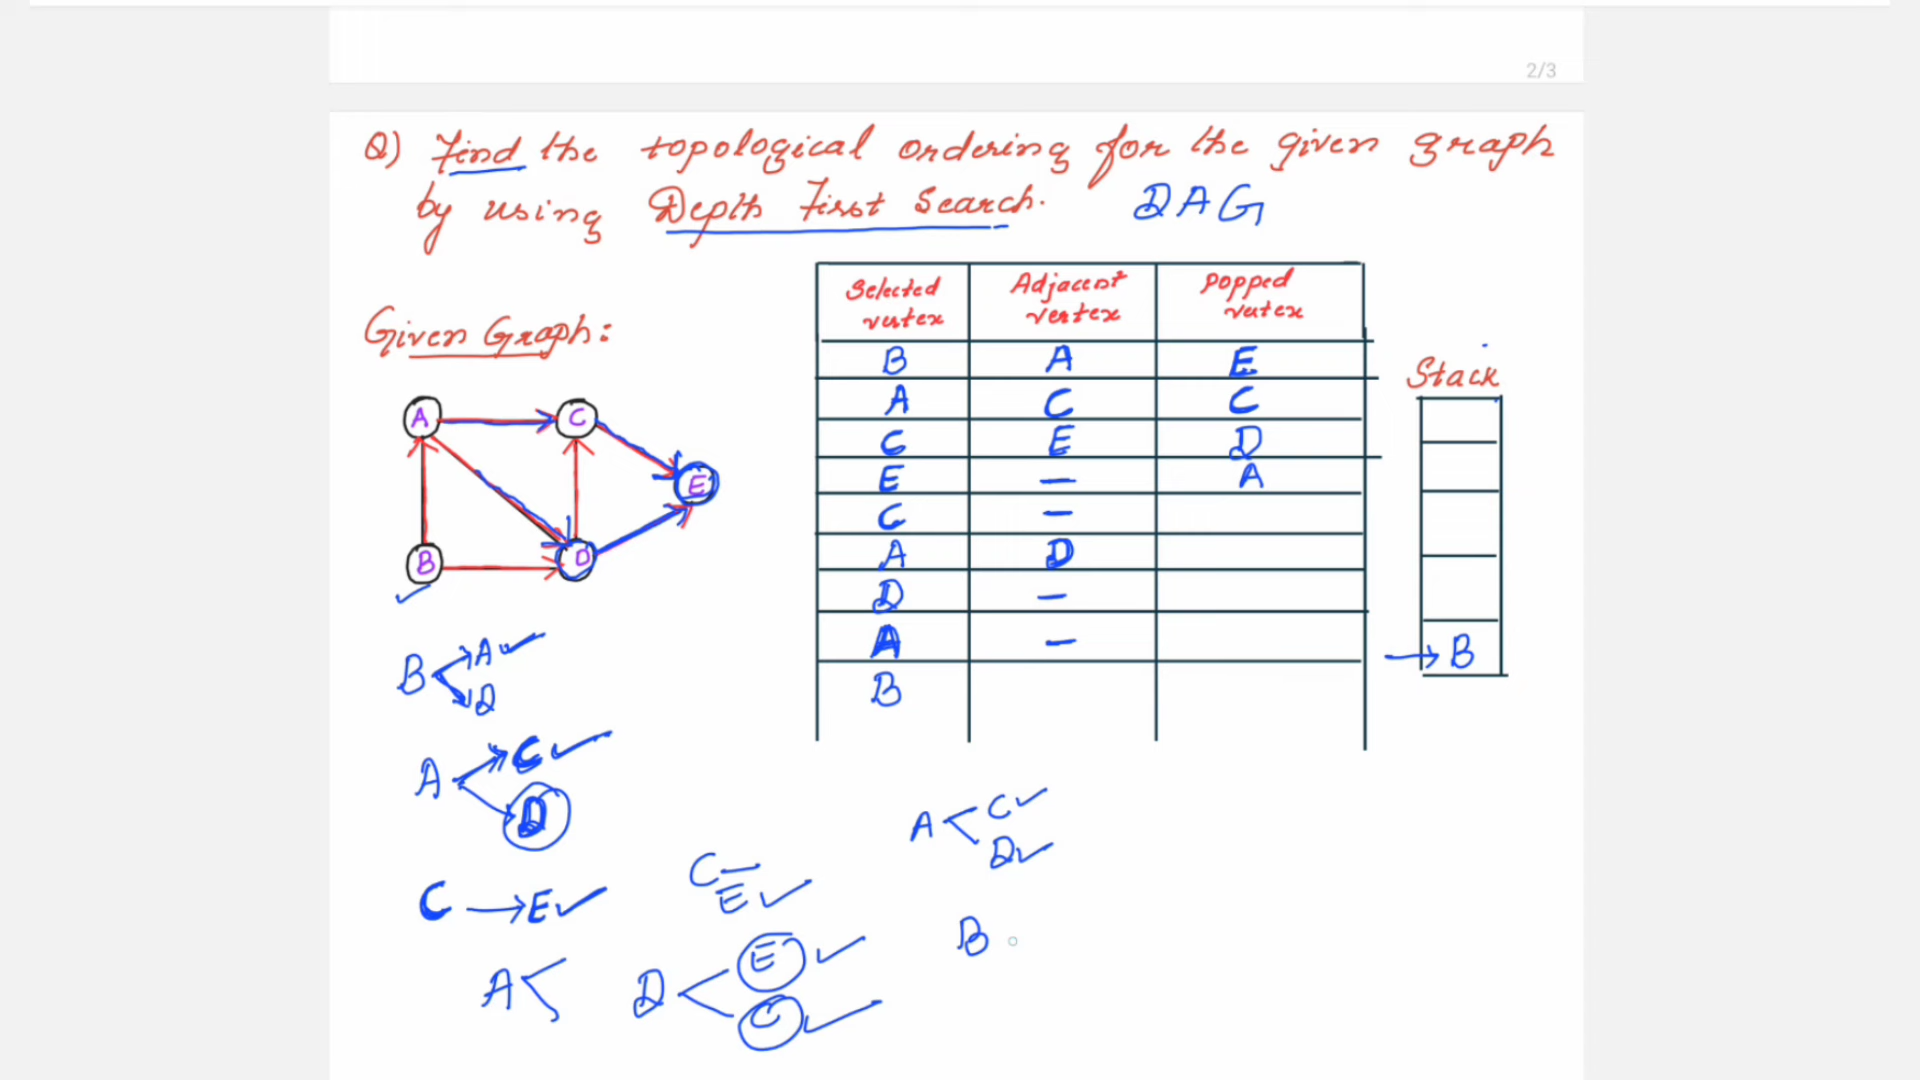 2/3
Q) Find the topological ordering for the given graph
by using Depth First Search. DAG
Given Graph:
A C
E
B D
Selected vertex Adjacent vertex Popped vertex
B A E
A C C
C E D
E — A
C —
A D
D —
A —
B
Stack
B
B A
D
A C
D
C → E
A
C
E
D E
C
A C
D
B